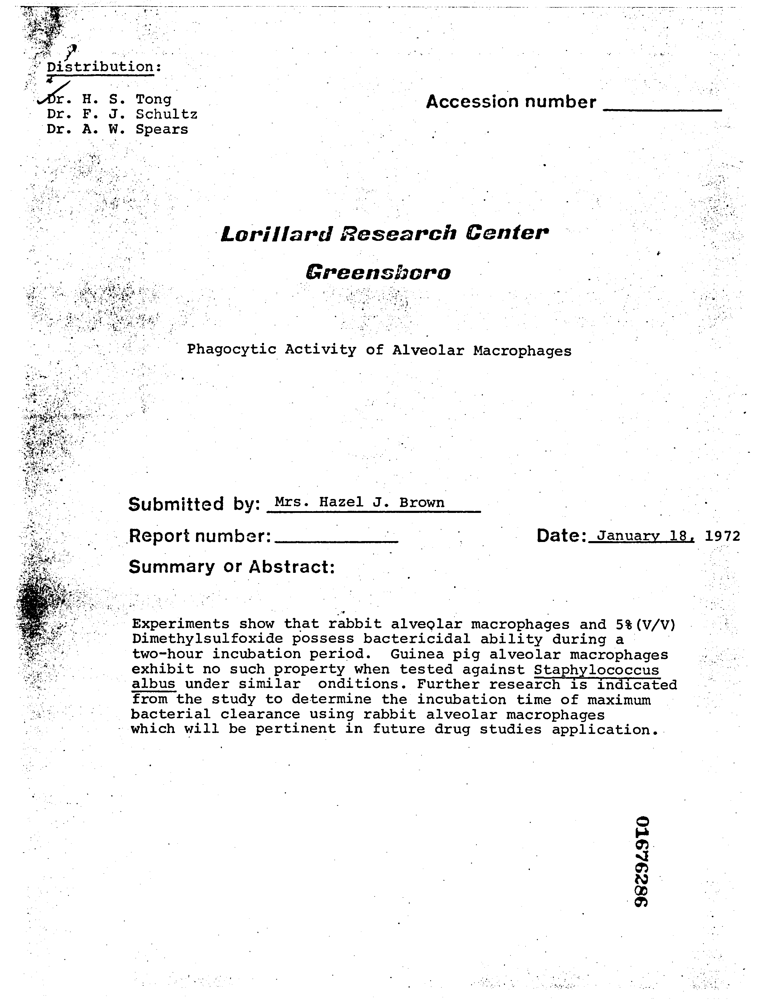 Distribution:
Dr. H. S. Tong
Dr. F. J. Schultz
Dr. A. W. Spears
Accession number
Lorillard Research Center
Greensboro
Phagocytic Activity of Alveolar Macrophages
Submitted by: Mrs. Hazel J. Brown
Report number:
Date: January 18, 1972
Summary or Abstract:
Experiments show that rabbit alveolar macrophages and 5%(V/V)
Dimethylsulfoxide possess bactericidal ability during a
two-hour incubation period. Guinea pig alveolar macrophages
exhibit no such property when tested against Staphylococcus
albus under similar onditions. Further research is indicated
from the study to determine the incubation time of maximum
bacterial clearance using rabbit alveolar macrophages
which will be pertinent in future drug studies application.
01676286